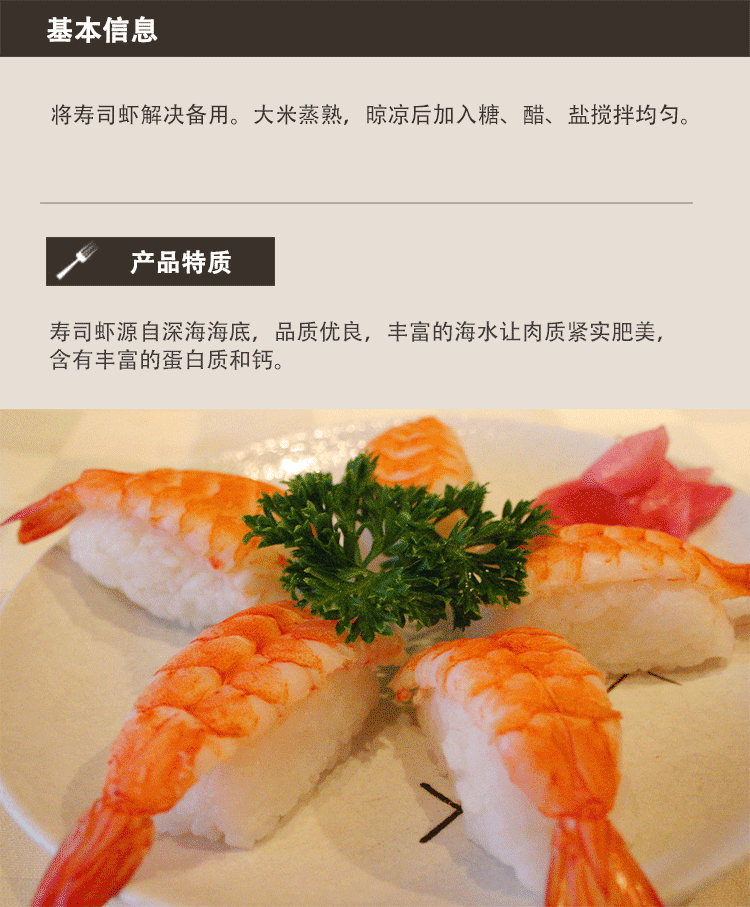 基本信息
将寿司虾解决备用。大米蒸熟，晾凉后加入糖、醋、盐搅拌均匀。
产品特质
寿司虾源自深海海底，品质优良，丰富的海水让肉质紧实肥美，
含有丰富的蛋白质和钙。